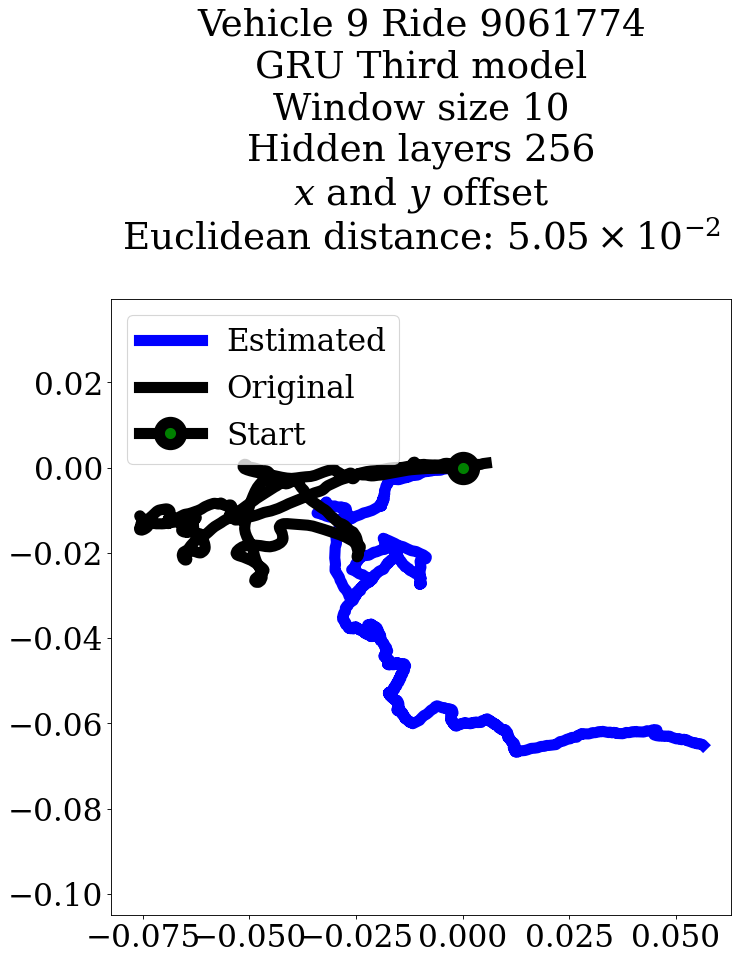 Vehicle 9 Ride 9061774
GRU Third model
Window size 10
Hidden layers 256
x and y offset
Euclidean distance: 5.05 × 10⁻²
Estimated
Original
Start
0.02
0.00
−0.02
−0.04
−0.06
−0.08
−0.10
−0.075 −0.050 −0.025 0.000 0.025 0.050